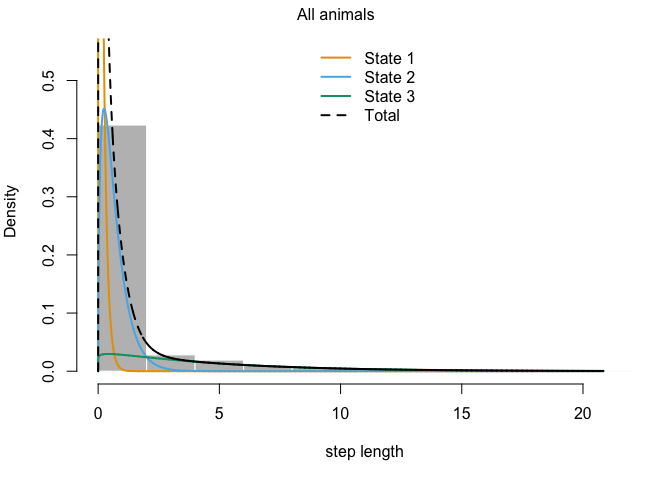 All animals
State 1
State 2
State 3
Total
Density
0.5
0.4
0.3
0.2
0.1
0.0
0 5 10 15 20
step length